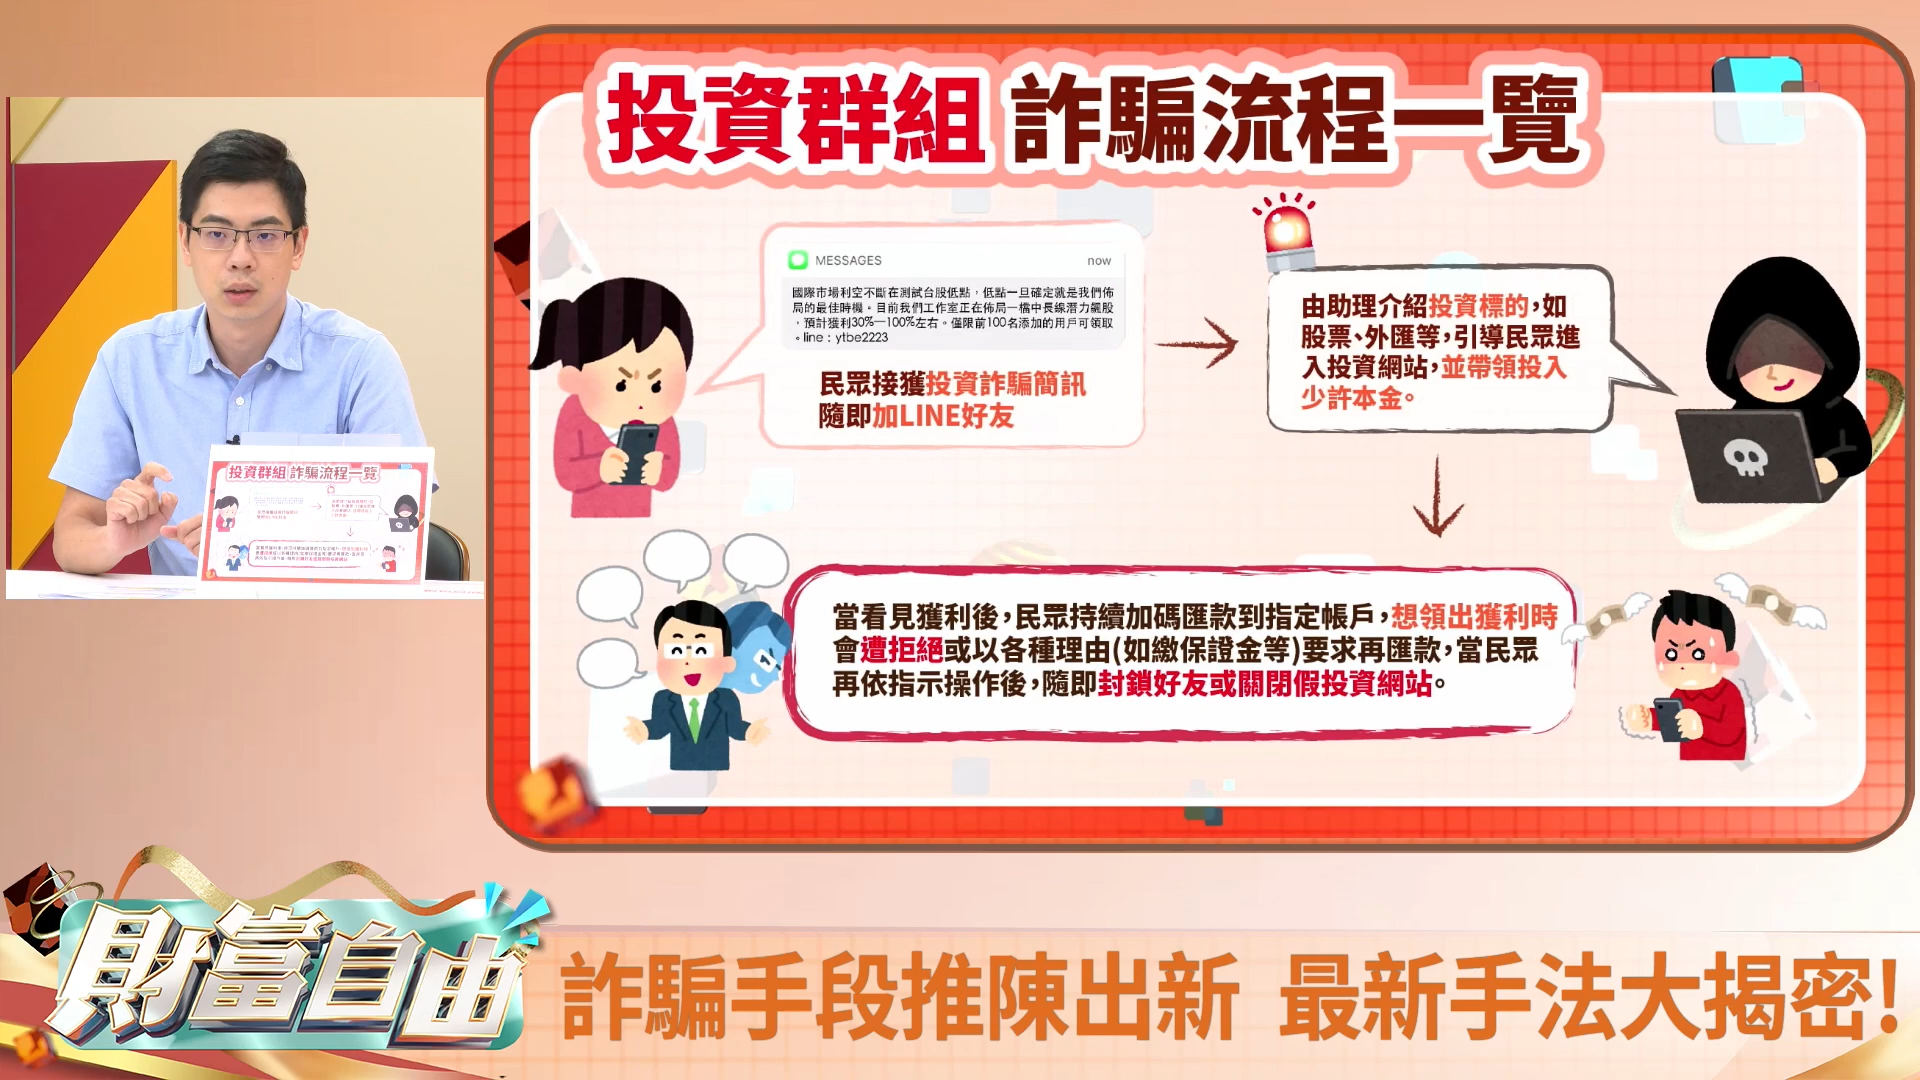 投資群組 詐騙流程一覽
MESSAGES now
國際市場利空不斷在測試台股低點，低點一旦確定就是我們佈
局的最佳時機。目前我們工作室正在佈局一檔中長線潛力飆股
，預計獲利30%—100%左右。僅限前100名添加的用戶可領取
。line：ytbe2223
民眾接獲投資詐騙簡訊
隨即加LINE好友
由助理介紹投資標的，如
股票、外匯等，引導民眾進
入投資網站，並帶領投入
少許本金。
當看見獲利後，民眾持續加碼匯款到指定帳戶，想領出獲利時
會遭拒絕或以各種理由(如繳保證金等)要求再匯款，當民眾
再依指示操作後，隨即封鎖好友或關閉假投資網站。
投資群組 詐騙流程一覽
財富自由
詐騙手段推陳出新 最新手法大揭密!